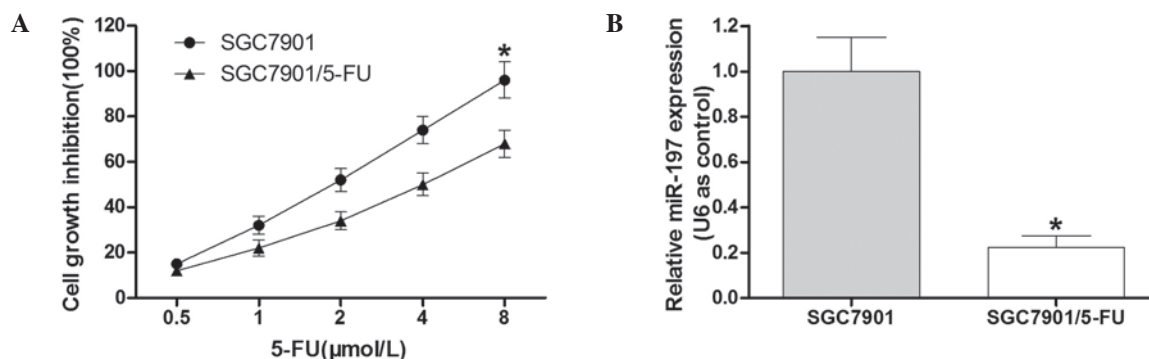 A
Cell growth inhibition(100%)
120
100
80
60
40
20
0
SGC7901
SGC7901/5-FU
*
0.5 1 2 4 8
5-FU(μmol/L)
B
Relative miR-197 expression
(U6 as control)
1.2
1.0
0.8
0.6
0.4
0.2
0.0
*
SGC7901 SGC7901/5-FU